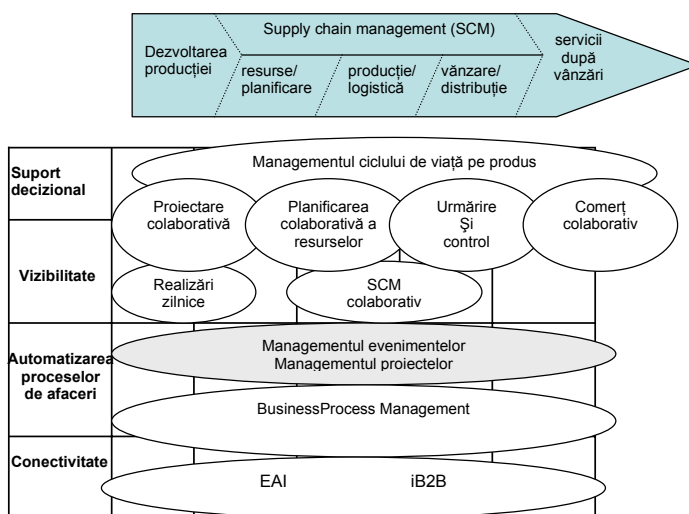 Supply chain management (SCM)
Dezvoltarea
producției
resurse/
planificare
producție/
logistică
vănzare/
distribuție
servicii
după
vânzări
Suport
decizional
Managementul ciclului de viață pe produs
Proiectare
colaborativă
Planificarea
colaborativă a
resurselor
Urmărire
Şi
control
Comerț
colaborativ
Vizibilitate
Realizări
zilnice
SCM
colaborativ
Automatizarea
proceselor
de afaceri
Managementul evenimentelor
Managementul proiectelor
BusinessProcess Management
Conectivitate
EAI iB2B